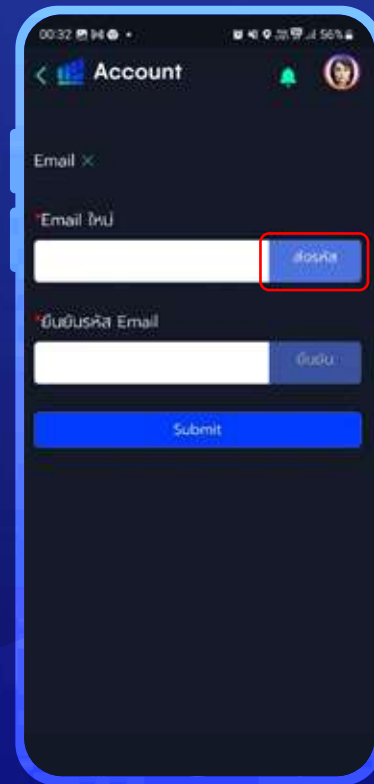 00:32
56%
Account
Email ×
*Email ใหม่
ส่งรหัส
*ยืนยันรหัส Email
ยืนยัน
Submit